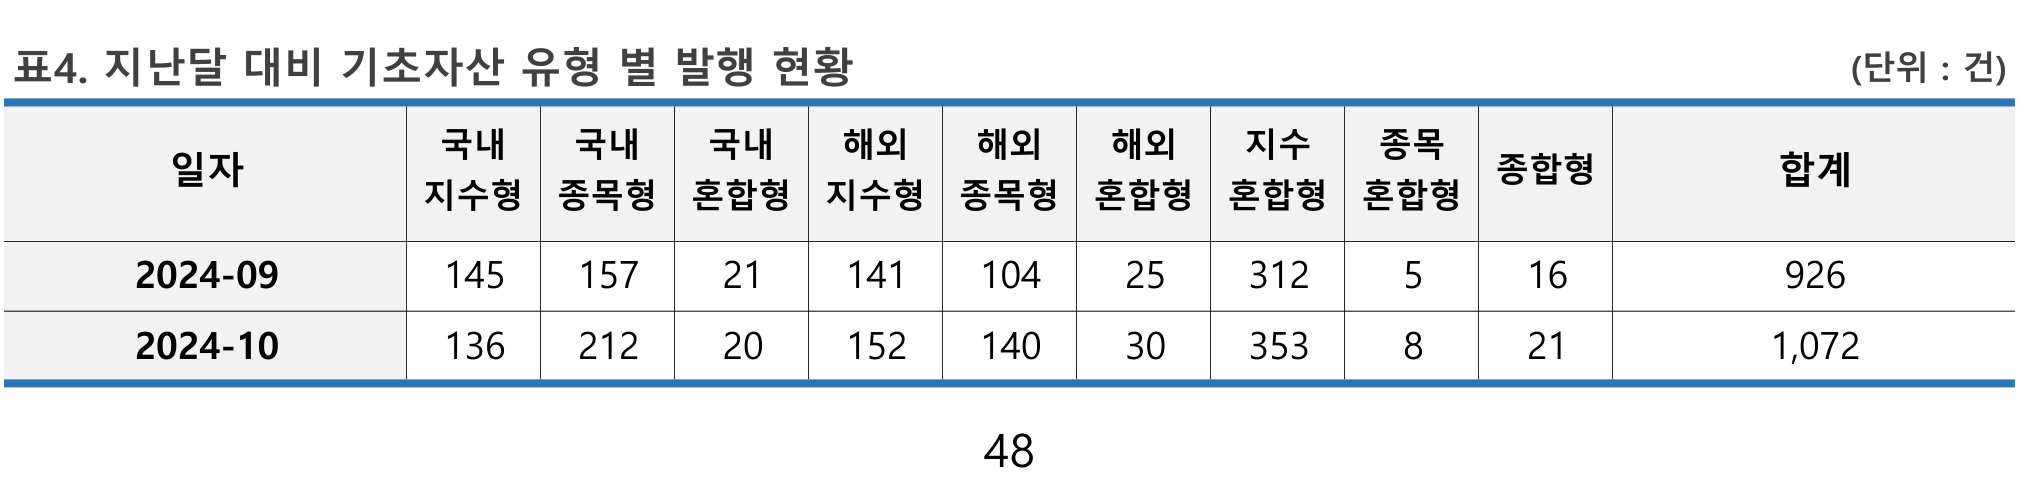 표4. 지난달 대비 기초자산 유형 별 발행 현황 (단위 : 건)
일자 국내 지수형 국내 종목형 국내 혼합형 해외 지수형 해외 종목형 해외 혼합형 지수 혼합형 종목 혼합형 종합형 합계
2024-09 145 157 21 141 104 25 312 5 16 926
2024-10 136 212 20 152 140 30 353 8 21 1,072
48